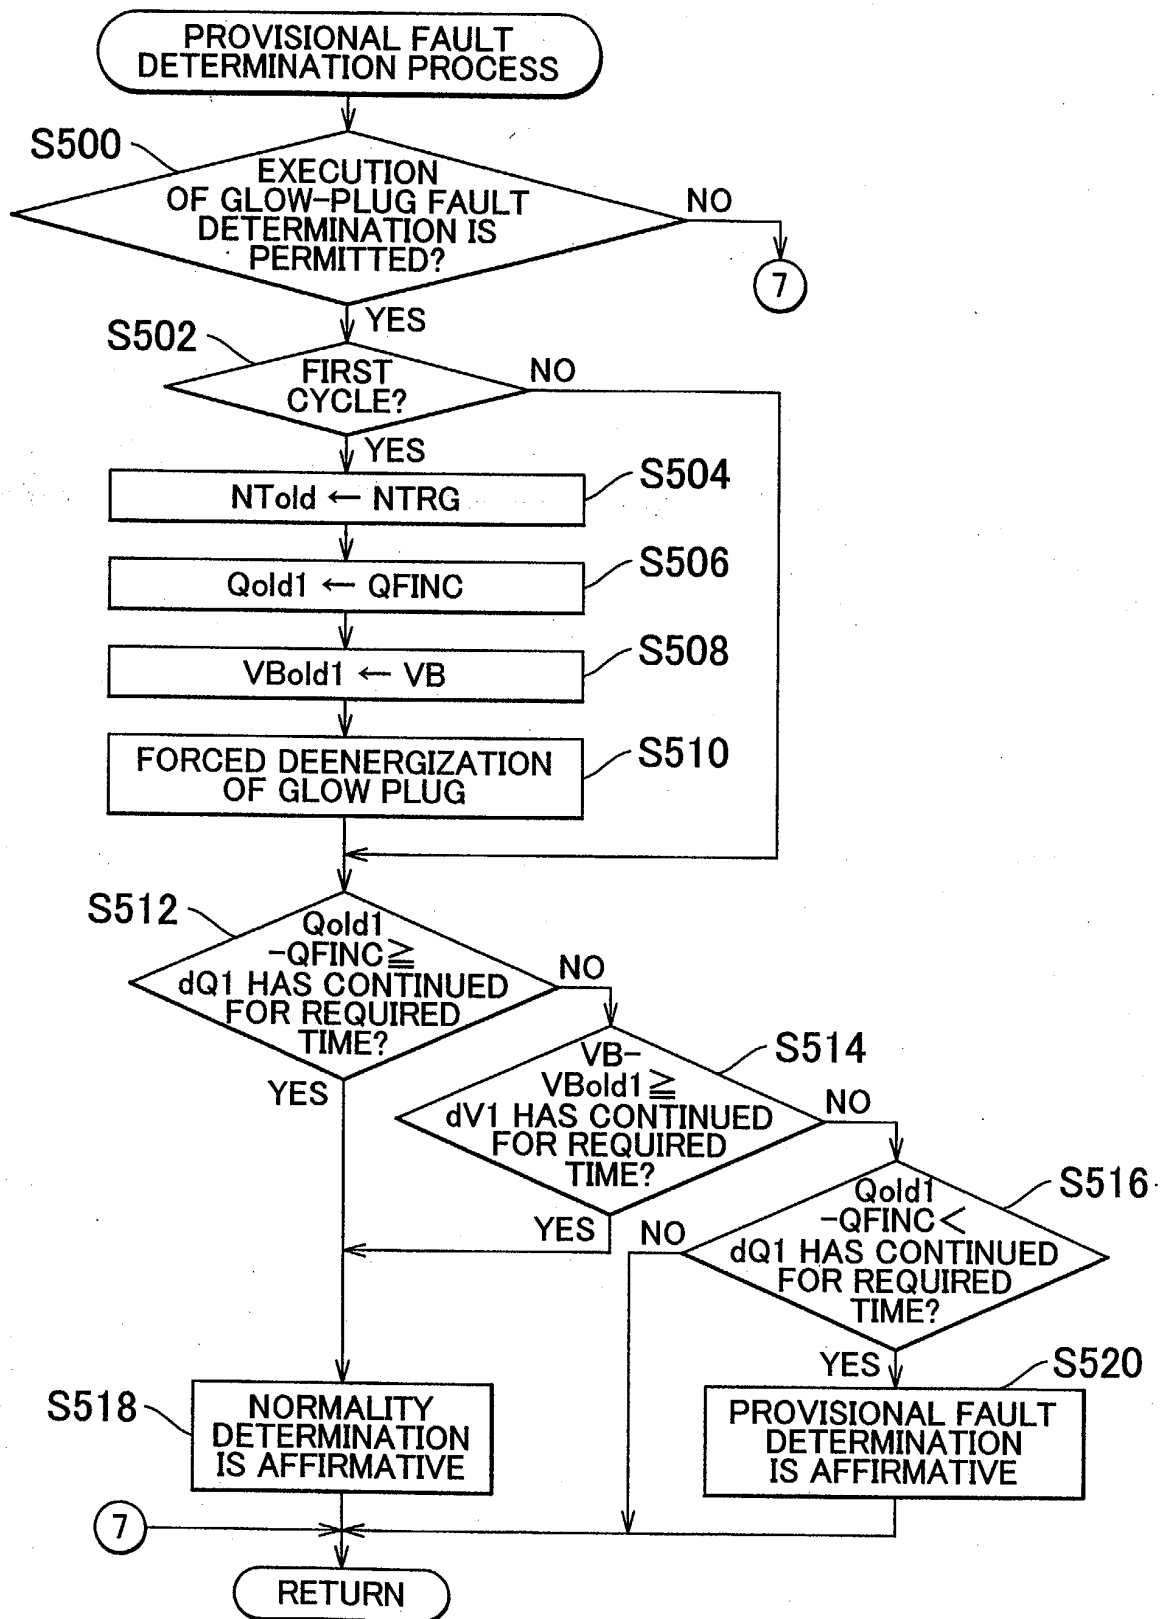 PROVISIONAL FAULT
DETERMINATION PROCESS
S500
EXECUTION
OF GLOW-PLUG FAULT
DETERMINATION IS
PERMITTED?
NO
7
YES
S502
FIRST
CYCLE?
NO
YES
NTold ← NTRG
S504
Qold1 ← QFINC
S506
VBold1 ← VB
S508
FORCED DEENERGIZATION
OF GLOW PLUG
S510
S512
Qold1
-QFINC≧
dQ1 HAS CONTINUED
FOR REQUIRED
TIME?
NO
YES
S514
VB-
VBold1≧
dV1 HAS CONTINUED
FOR REQUIRED
TIME?
NO
YES
S516
Qold1
-QFINC<
dQ1 HAS CONTINUED
FOR REQUIRED
TIME?
NO
YES
S518
NORMALITY
DETERMINATION
IS AFFIRMATIVE
S520
PROVISIONAL FAULT
DETERMINATION
IS AFFIRMATIVE
7
RETURN